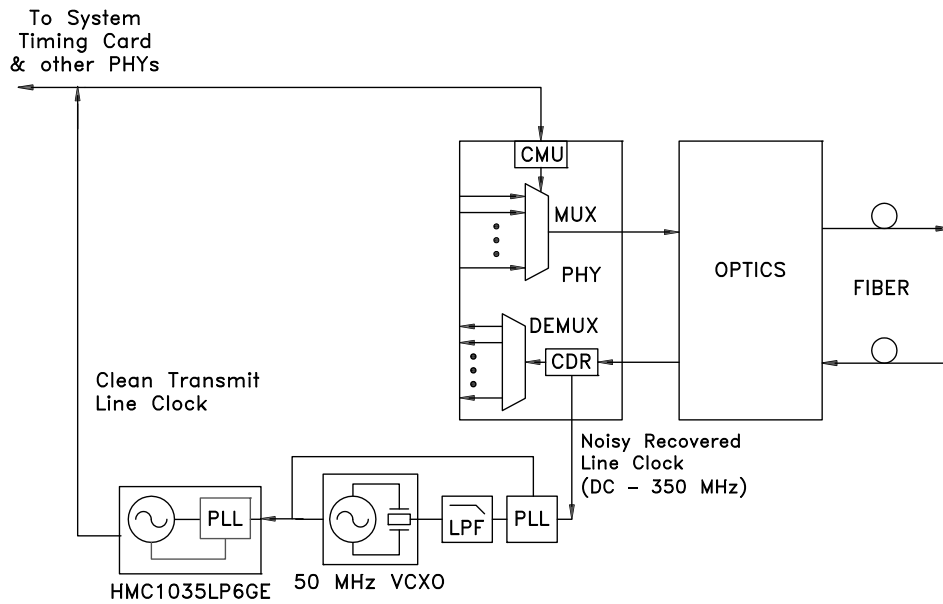 To System
Timing Card
& other PHYs
CMU
MUX
PHY
OPTICS
FIBER
DEMUX
CDR
Clean Transmit
Line Clock
Noisy Recovered
Line Clock
(DC - 350 MHz)
PLL
LPF
PLL
HMC1035LP6GE
50 MHz VCXO